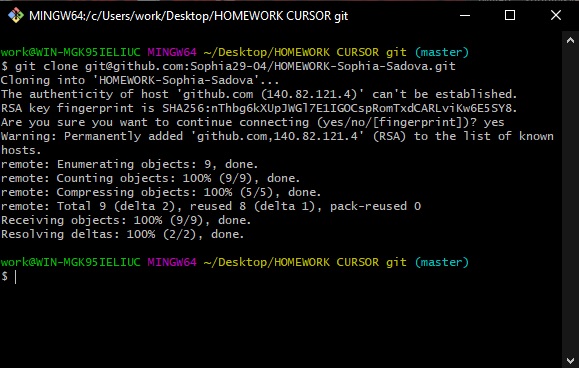 MINGW64:/c/Users/work/Desktop/HOMEWORK CURSOR git
work@WIN-MGK95IELIUC MINGW64 ~/Desktop/HOMEWORK CURSOR git (master)
$ git clone git@github.com:Sophia29-04/HOMEWORK-Sophia-Sadova.git
Cloning into 'HOMEWORK-Sophia-Sadova'...
The authenticity of host 'github.com (140.82.121.4)' can't be established.
RSA key fingerprint is SHA256:nThbg6kXUpJWGl7E1IGOCspRomTxdCARLviKw6E5SY8.
Are you sure you want to continue connecting (yes/no/[fingerprint])? yes
Warning: Permanently added 'github.com,140.82.121.4' (RSA) to the list of known
hosts.
remote: Enumerating objects: 9, done.
remote: Counting objects: 100% (9/9), done.
remote: Compressing objects: 100% (5/5), done.
remote: Total 9 (delta 2), reused 8 (delta 1), pack-reused 0
Receiving objects: 100% (9/9), done.
Resolving deltas: 100% (2/2), done.
work@WIN-MGK95IELIUC MINGW64 ~/Desktop/HOMEWORK CURSOR git (master)
$